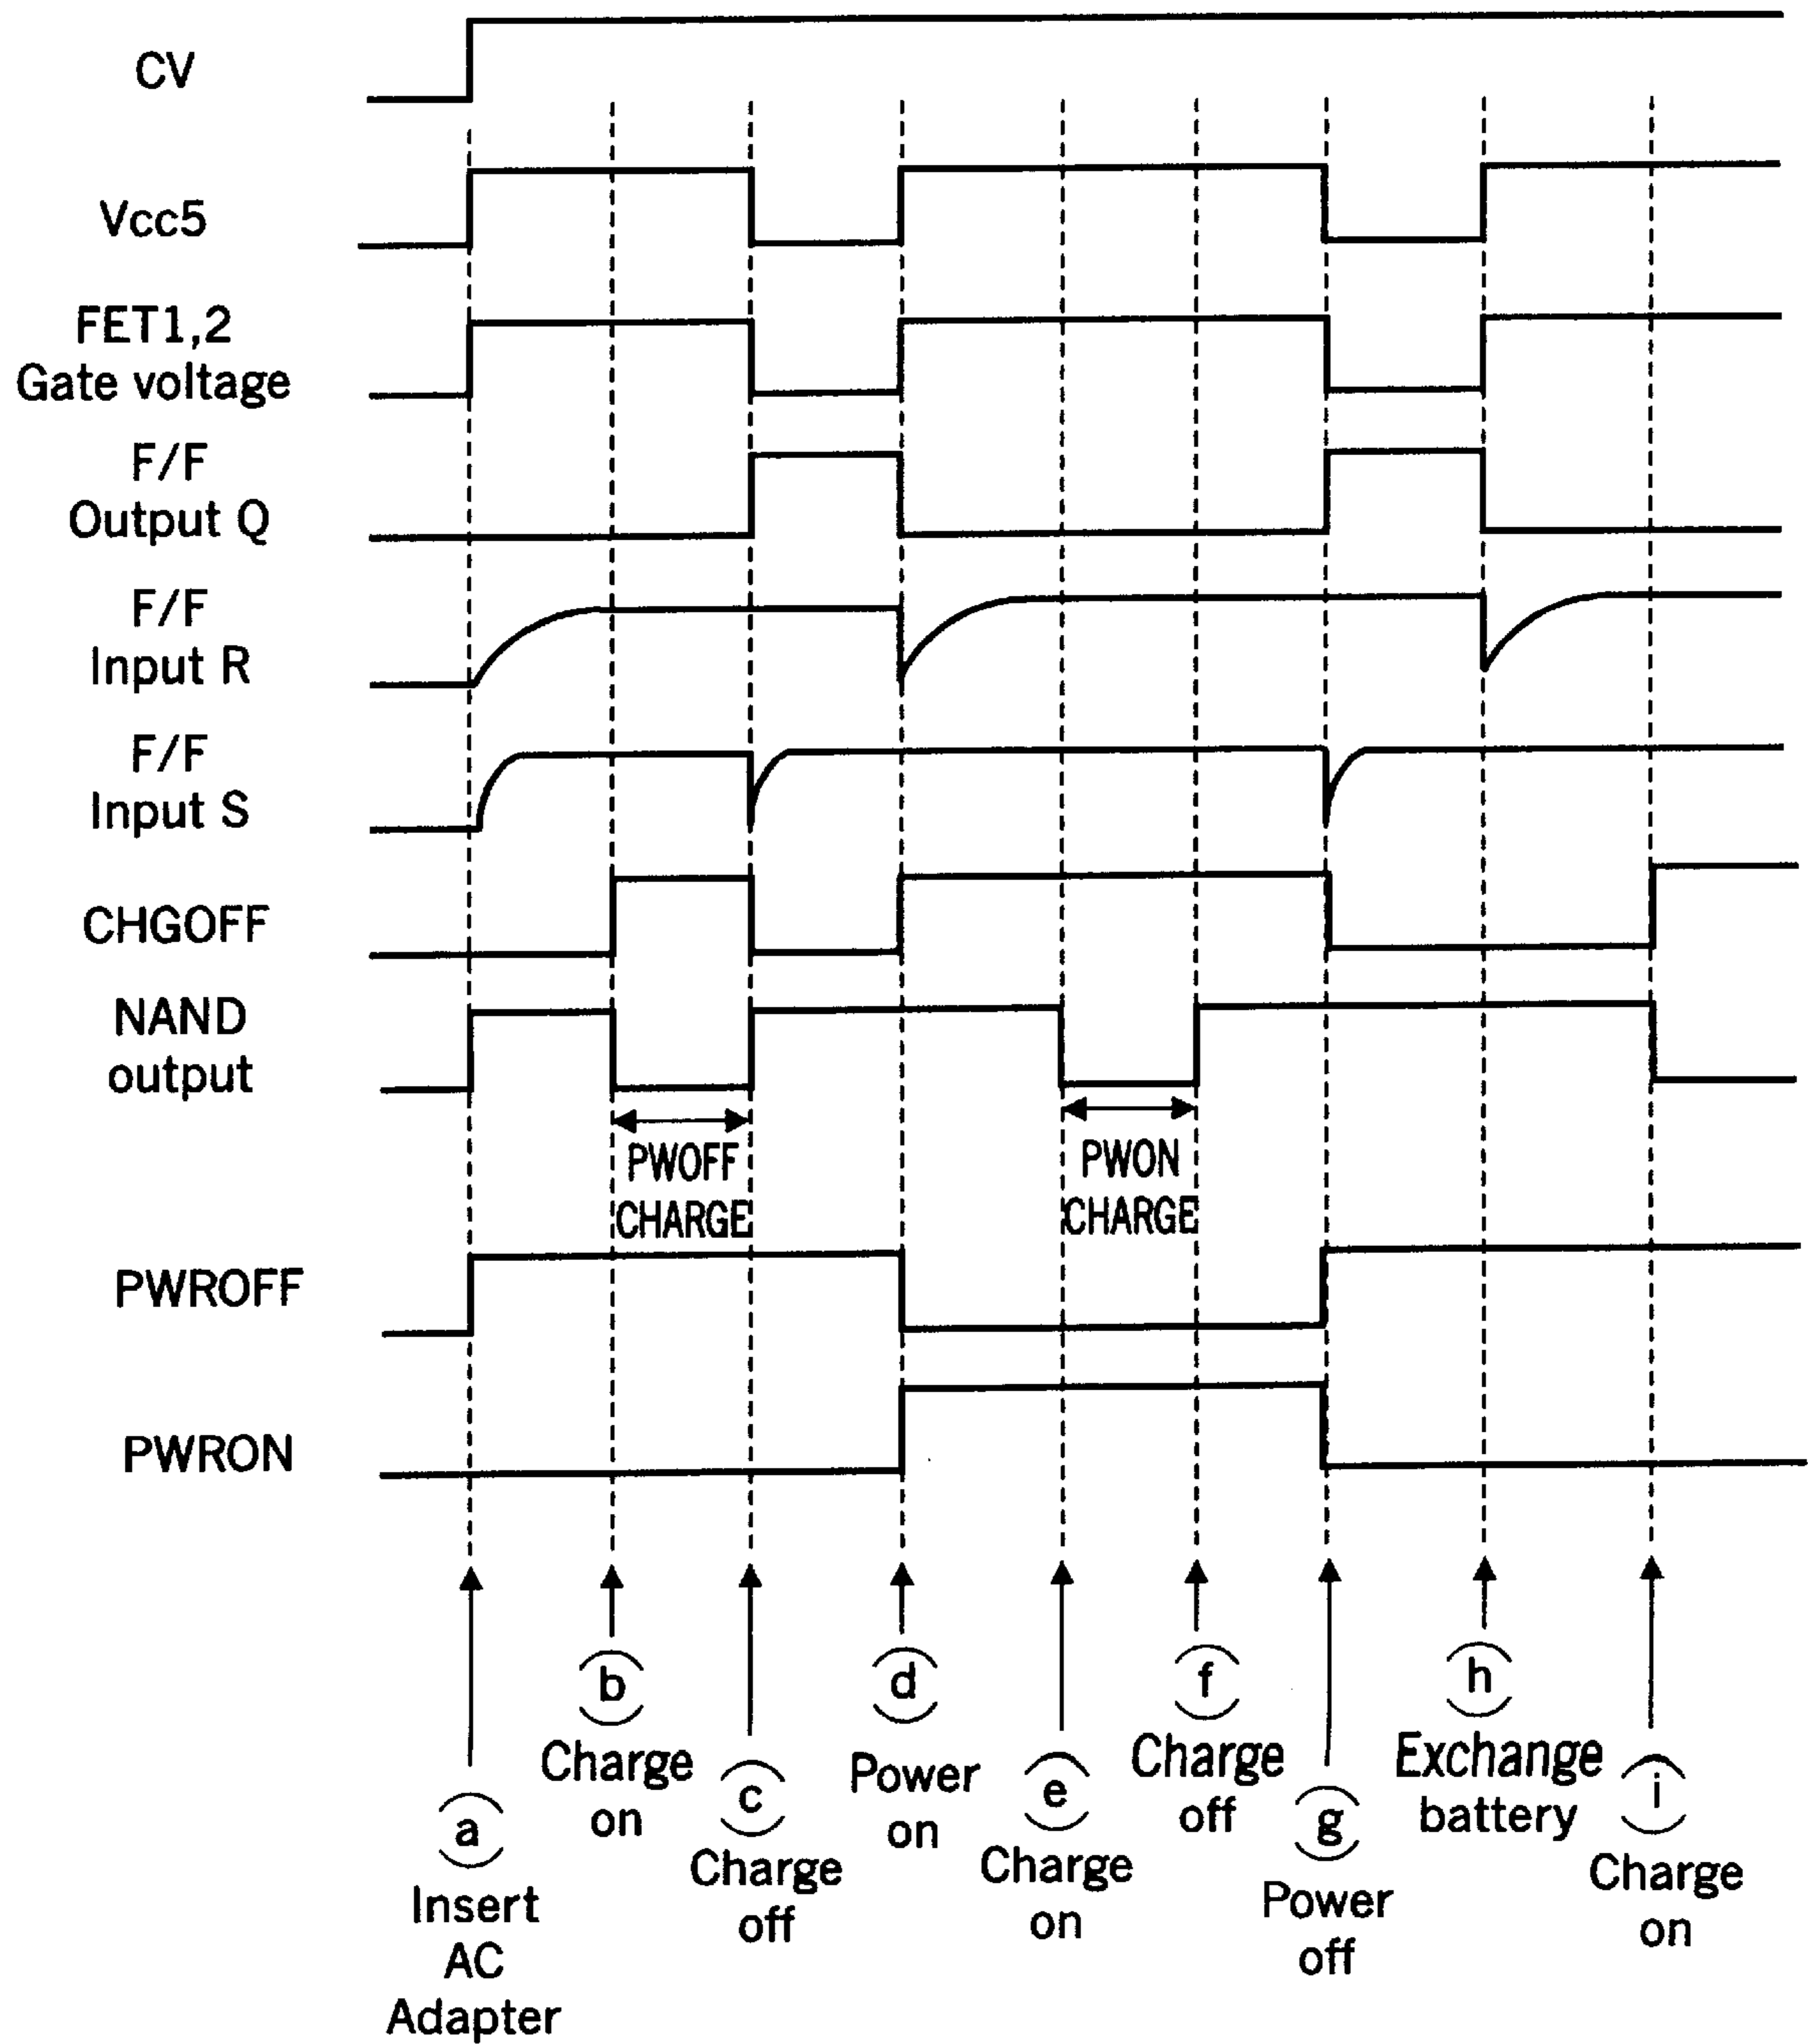 CV
Vcc5
FET1,2
Gate voltage
F/F
Output Q
F/F
Input R
F/F
Input S
CHGOFF
NAND
output
PWOFF
CHARGE
PWON
CHARGE
PWROFF
PWRON
(a)
Insert
AC
Adapter
(b)
Charge
on
(c)
Charge
off
(d)
Power
on
(e)
Charge
on
(f)
Charge
off
(g)
Power
off
(h)
Exchange
battery
(i)
Charge
on